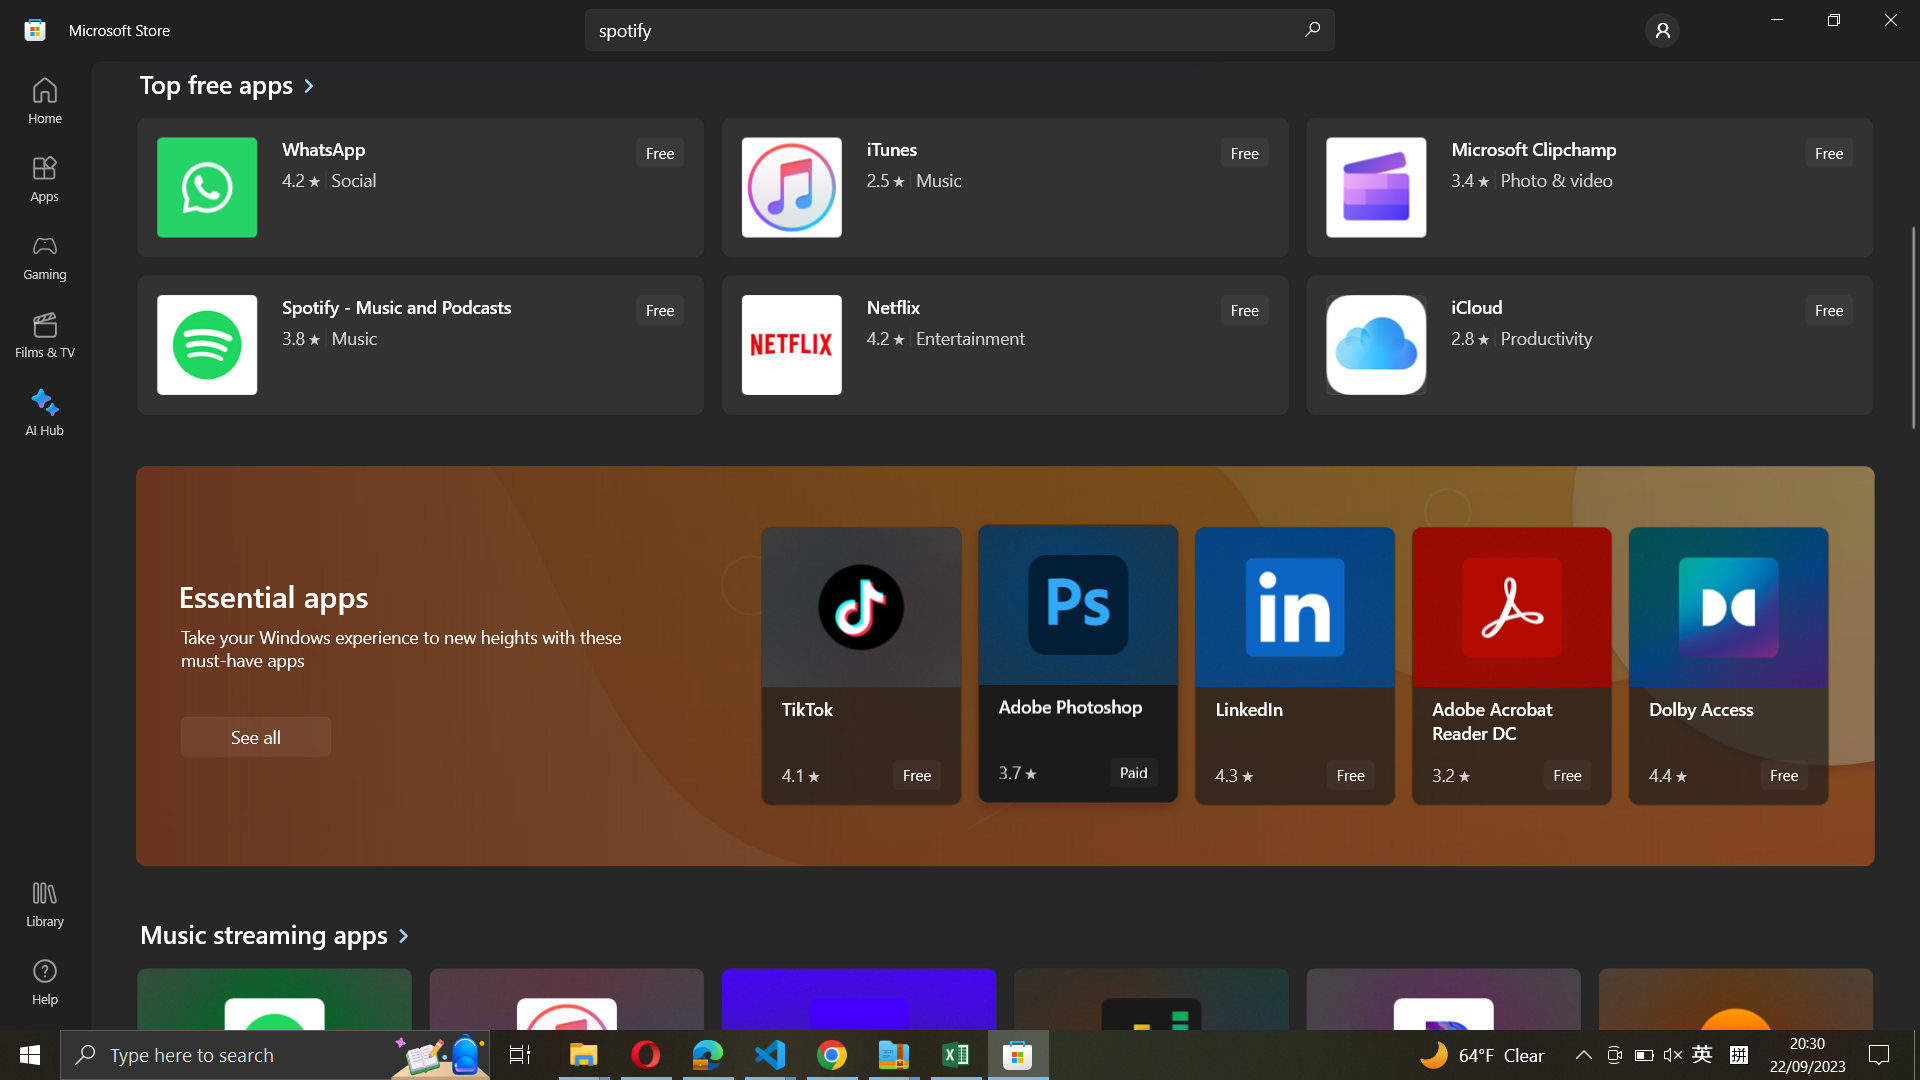 Microsoft Store
spotify
Home
Apps
Gaming
Films & TV
AI Hub
Library
Help
Top free apps
WhatsApp
4.2 ★ Social
Free
iTunes
2.5 ★ Music
Free
Microsoft Clipchamp
3.4 ★ Photo & video
Free
Spotify - Music and Podcasts
3.8 ★ Music
Free
NETFLIX
Netflix
4.2 ★ Entertainment
Free
iCloud
2.8 ★ Productivity
Free
Essential apps
Take your Windows experience to new heights with these
must-have apps
See all
TikTok
4.1 ★
Free
Ps
Adobe Photoshop
3.7 ★
Paid
in
LinkedIn
4.3 ★
Free
Adobe Acrobat
Reader DC
3.2 ★
Free
Dolby Access
4.4 ★
Free
Music streaming apps
Type here to search
64°F Clear
英
拼
20:30
22/09/2023